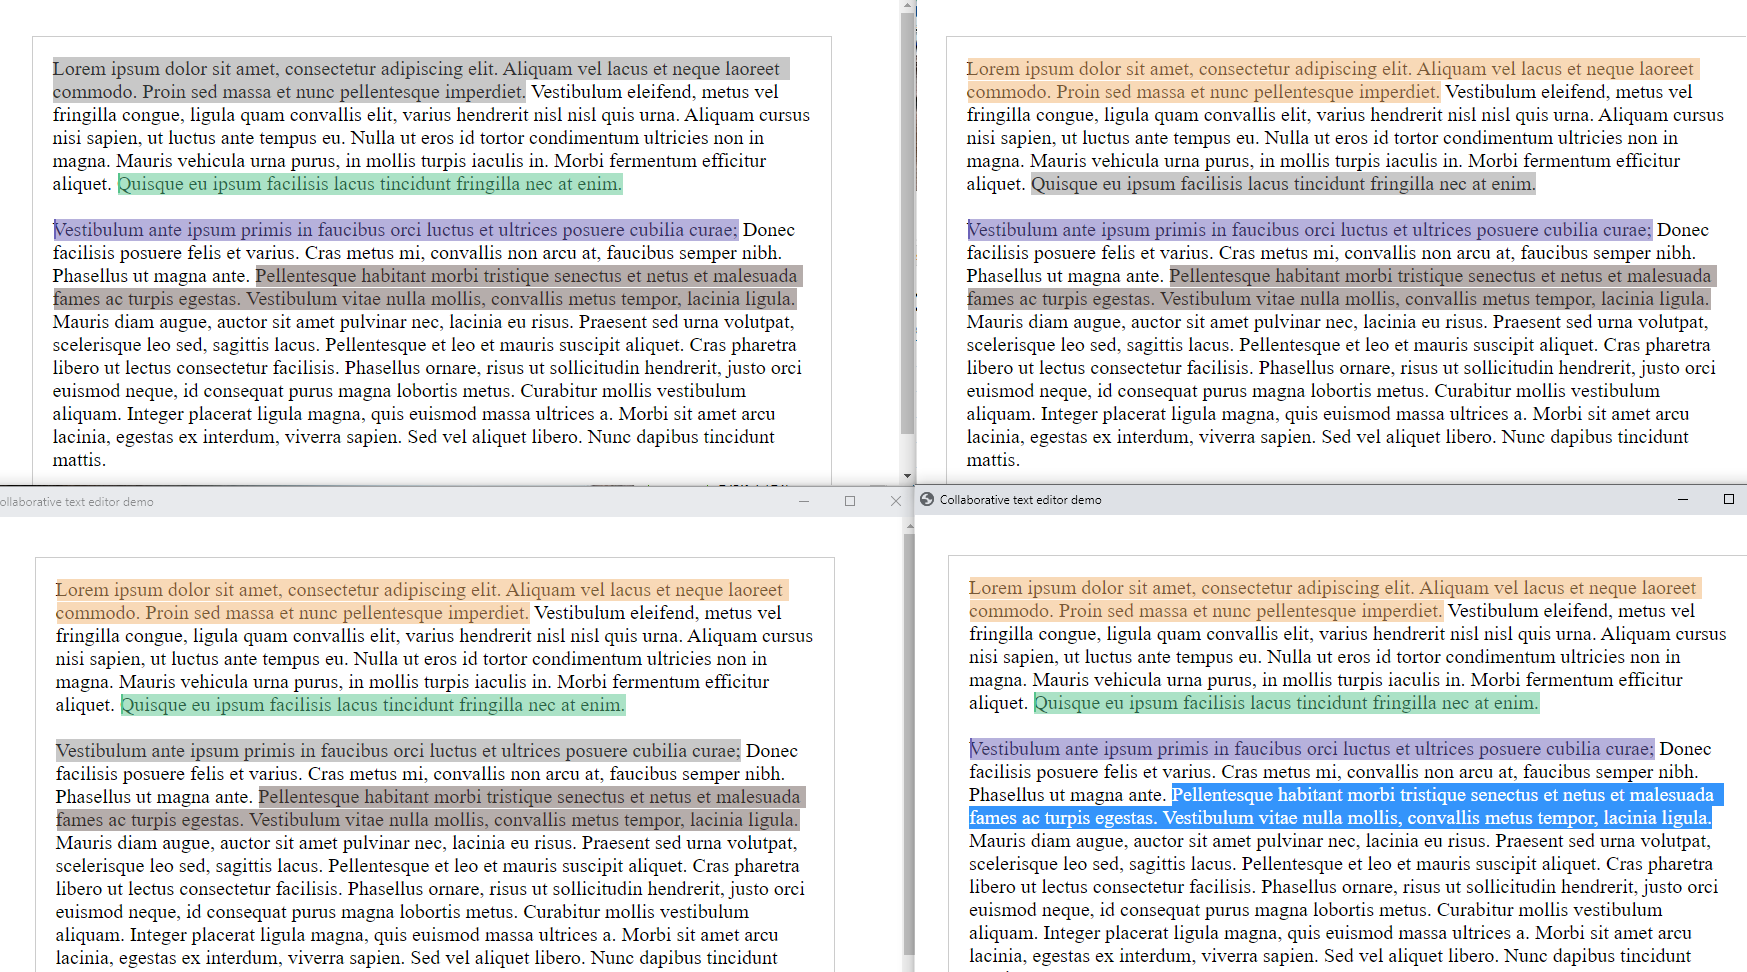 Lorem ipsum dolor sit amet, consectetur adipiscing elit. Aliquam vel lacus et neque laoreet
commodo. Proin sed massa et nunc pellentesque imperdiet. Vestibulum eleifend, metus vel
fringilla congue, ligula quam convallis elit, varius hendrerit nisl nisl quis urna. Aliquam cursus
nisi sapien, ut luctus ante tempus eu. Nulla ut eros id tortor condimentum ultricies non in
magna. Mauris vehicula urna purus, in mollis turpis iaculis in. Morbi fermentum efficitur
aliquet. Quisque eu ipsum facilisis lacus tincidunt fringilla nec at enim.
Vestibulum ante ipsum primis in faucibus orci luctus et ultrices posuere cubilia curae; Donec
facilisis posuere felis et varius. Cras metus mi, convallis non arcu at, faucibus semper nibh.
Phasellus ut magna ante. Pellentesque habitant morbi tristique senectus et netus et malesuada
fames ac turpis egestas. Vestibulum vitae nulla mollis, convallis metus tempor, lacinia ligula.
Mauris diam augue, auctor sit amet pulvinar nec, lacinia eu risus. Praesent sed urna volutpat,
scelerisque leo sed, sagittis lacus. Pellentesque et leo et mauris suscipit aliquet. Cras pharetra
libero ut lectus consectetur facilisis. Phasellus ornare, risus ut sollicitudin hendrerit, justo orci
euismod neque, id consequat purus magna lobortis metus. Curabitur mollis vestibulum
aliquam. Integer placerat ligula magna, quis euismod massa ultrices a. Morbi sit amet arcu
lacinia, egestas ex interdum, viverra sapien. Sed vel aliquet libero. Nunc dapibus tincidunt
mattis.
Lorem ipsum dolor sit amet, consectetur adipiscing elit. Aliquam vel lacus et neque laoreet
commodo. Proin sed massa et nunc pellentesque imperdiet. Vestibulum eleifend, metus vel
fringilla congue, ligula quam convallis elit, varius hendrerit nisl nisl quis urna. Aliquam cursus
nisi sapien, ut luctus ante tempus eu. Nulla ut eros id tortor condimentum ultricies non in
magna. Mauris vehicula urna purus, in mollis turpis iaculis in. Morbi fermentum efficitur
aliquet. Quisque eu ipsum facilisis lacus tincidunt fringilla nec at enim.
Vestibulum ante ipsum primis in faucibus orci luctus et ultrices posuere cubilia curae; Donec
facilisis posuere felis et varius. Cras metus mi, convallis non arcu at, faucibus semper nibh.
Phasellus ut magna ante. Pellentesque habitant morbi tristique senectus et netus et malesuada
fames ac turpis egestas. Vestibulum vitae nulla mollis, convallis metus tempor, lacinia ligula.
Mauris diam augue, auctor sit amet pulvinar nec, lacinia eu risus. Praesent sed urna volutpat,
scelerisque leo sed, sagittis lacus. Pellentesque et leo et mauris suscipit aliquet. Cras pharetra
libero ut lectus consectetur facilisis. Phasellus ornare, risus ut sollicitudin hendrerit, justo orci
euismod neque, id consequat purus magna lobortis metus. Curabitur mollis vestibulum
aliquam. Integer placerat ligula magna, quis euismod massa ultrices a. Morbi sit amet arcu
lacinia, egestas ex interdum, viverra sapien. Sed vel aliquet libero. Nunc dapibus tincidunt
mattis.
ollaborative text editor demo
Lorem ipsum dolor sit amet, consectetur adipiscing elit. Aliquam vel lacus et neque laoreet
commodo. Proin sed massa et nunc pellentesque imperdiet. Vestibulum eleifend, metus vel
fringilla congue, ligula quam convallis elit, varius hendrerit nisl nisl quis urna. Aliquam cursus
nisi sapien, ut luctus ante tempus eu. Nulla ut eros id tortor condimentum ultricies non in
magna. Mauris vehicula urna purus, in mollis turpis iaculis in. Morbi fermentum efficitur
aliquet. Quisque eu ipsum facilisis lacus tincidunt fringilla nec at enim.
Vestibulum ante ipsum primis in faucibus orci luctus et ultrices posuere cubilia curae; Donec
facilisis posuere felis et varius. Cras metus mi, convallis non arcu at, faucibus semper nibh.
Phasellus ut magna ante. Pellentesque habitant morbi tristique senectus et netus et malesuada
fames ac turpis egestas. Vestibulum vitae nulla mollis, convallis metus tempor, lacinia ligula.
Mauris diam augue, auctor sit amet pulvinar nec, lacinia eu risus. Praesent sed urna volutpat,
scelerisque leo sed, sagittis lacus. Pellentesque et leo et mauris suscipit aliquet. Cras pharetra
libero ut lectus consectetur facilisis. Phasellus ornare, risus ut sollicitudin hendrerit, justo orci
euismod neque, id consequat purus magna lobortis metus. Curabitur mollis vestibulum
aliquam. Integer placerat ligula magna, quis euismod massa ultrices a. Morbi sit amet arcu
lacinia, egestas ex interdum, viverra sapien. Sed vel aliquet libero. Nunc dapibus tincidunt
Collaborative text editor demo
Lorem ipsum dolor sit amet, consectetur adipiscing elit. Aliquam vel lacus et neque laoreet
commodo. Proin sed massa et nunc pellentesque imperdiet. Vestibulum eleifend, metus vel
fringilla congue, ligula quam convallis elit, varius hendrerit nisl nisl quis urna. Aliquam cursus
nisi sapien, ut luctus ante tempus eu. Nulla ut eros id tortor condimentum ultricies non in
magna. Mauris vehicula urna purus, in mollis turpis iaculis in. Morbi fermentum efficitur
aliquet. Quisque eu ipsum facilisis lacus tincidunt fringilla nec at enim.
Vestibulum ante ipsum primis in faucibus orci luctus et ultrices posuere cubilia curae; Donec
facilisis posuere felis et varius. Cras metus mi, convallis non arcu at, faucibus semper nibh.
Phasellus ut magna ante. Pellentesque habitant morbi tristique senectus et netus et malesuada
fames ac turpis egestas. Vestibulum vitae nulla mollis, convallis metus tempor, lacinia ligula.
Mauris diam augue, auctor sit amet pulvinar nec, lacinia eu risus. Praesent sed urna volutpat,
scelerisque leo sed, sagittis lacus. Pellentesque et leo et mauris suscipit aliquet. Cras pharetra
libero ut lectus consectetur facilisis. Phasellus ornare, risus ut sollicitudin hendrerit, justo orci
euismod neque, id consequat purus magna lobortis metus. Curabitur mollis vestibulum
aliquam. Integer placerat ligula magna, quis euismod massa ultrices a. Morbi sit amet arcu
lacinia, egestas ex interdum, viverra sapien. Sed vel aliquet libero. Nunc dapibus tincidunt